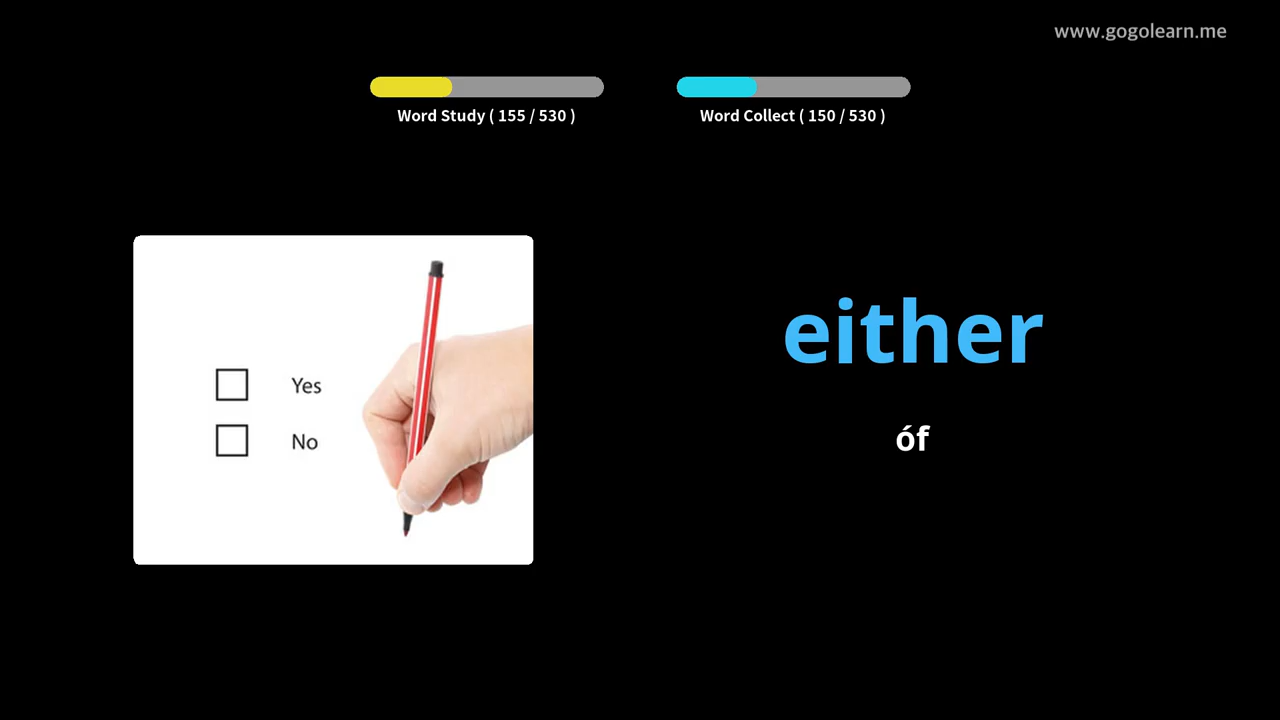 www.gogolearn.me
Word Study ( 155 / 530 )
Word Collect ( 150 / 530 )
Yes
No
either
óf